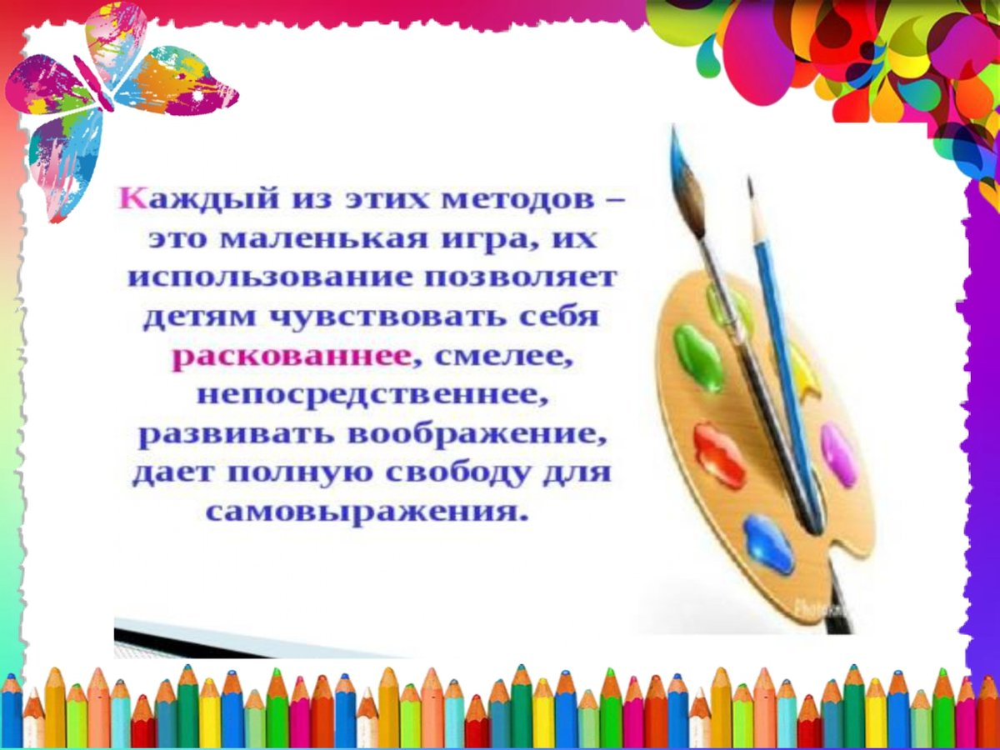 Каждый из этих методов –
это маленькая игра, их
использование позволяет
детям чувствовать себя
раскованнее, смелее,
непосредственнее,
развивать воображение,
дает полную свободу для
самовыражения.